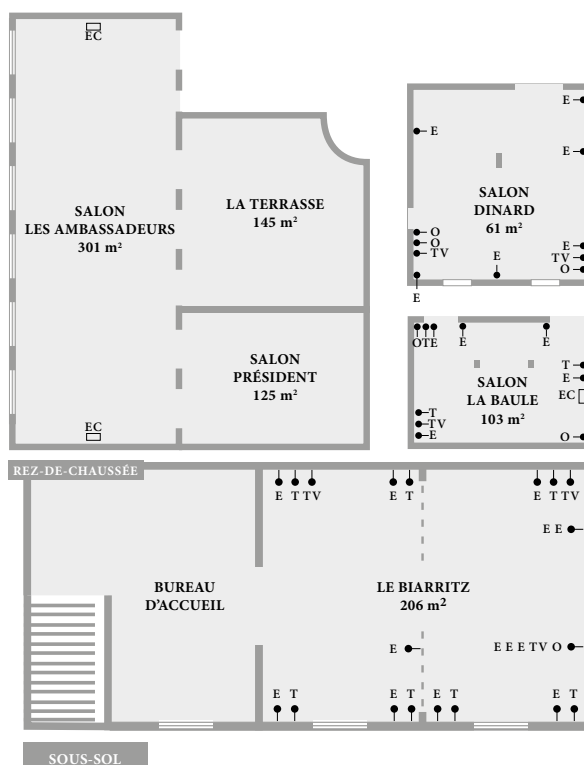 EC
SALON
LES AMBASSADEURS
301 m²
EC
LA TERRASSE
145 m²
SALON
PRÉSIDENT
125 m²
E
E
E
SALON
DINARD
61 m²
O
O
TV
E
E
E
TV
O
E
O T E
E
E
SALON
LA BAULE
103 m²
T
E
EC
T
TV
E
O
REZ-DE-CHAUSSÉE
E T TV
E T
E T TV
E E
BUREAU
D’ACCUEIL
LE BIARRITZ
206 m²
E
E E E TV O
E T
E T
E T
E T
SOUS-SOL